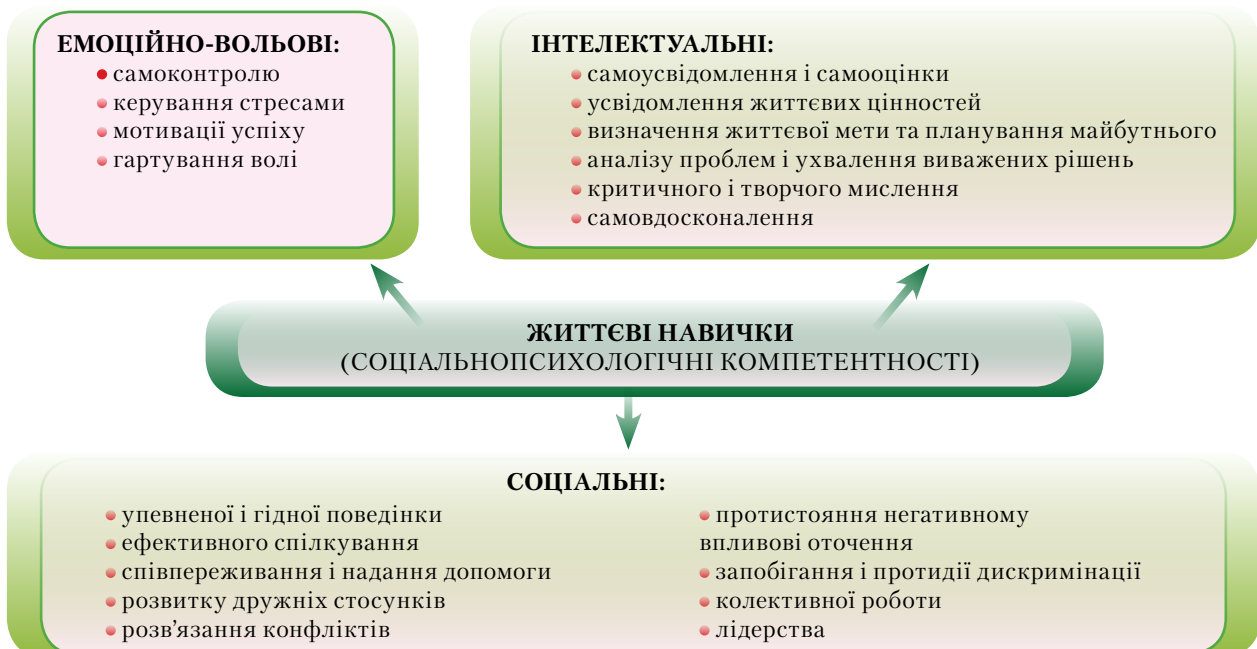 ЕМОЦІЙНО-ВОЛЬОВІ:
• самоконтролю
• керування стресами
• мотивації успіху
• гартування волі
ІНТЕЛЕКТУАЛЬНІ:
• самоусвідомлення і самооцінки
• усвідомлення життєвих цінностей
• визначення життєвої мети та планування майбутнього
• аналізу проблем і ухвалення виважених рішень
• критичного і творчого мислення
• самовдосконалення
ЖИТТЄВІ НАВИЧКИ
(СОЦІАЛЬНОПСИХОЛОГІЧНІ КОМПЕТЕНТНОСТІ)
СОЦІАЛЬНІ:
• упевненої і гідної поведінки
• ефективного спілкування
• співпереживання і надання допомоги
• розвитку дружніх стосунків
• розв'язання конфліктів
• протистояння негативному
впливові оточення
• запобігання і протидії дискримінації
• колективної роботи
• лідерства